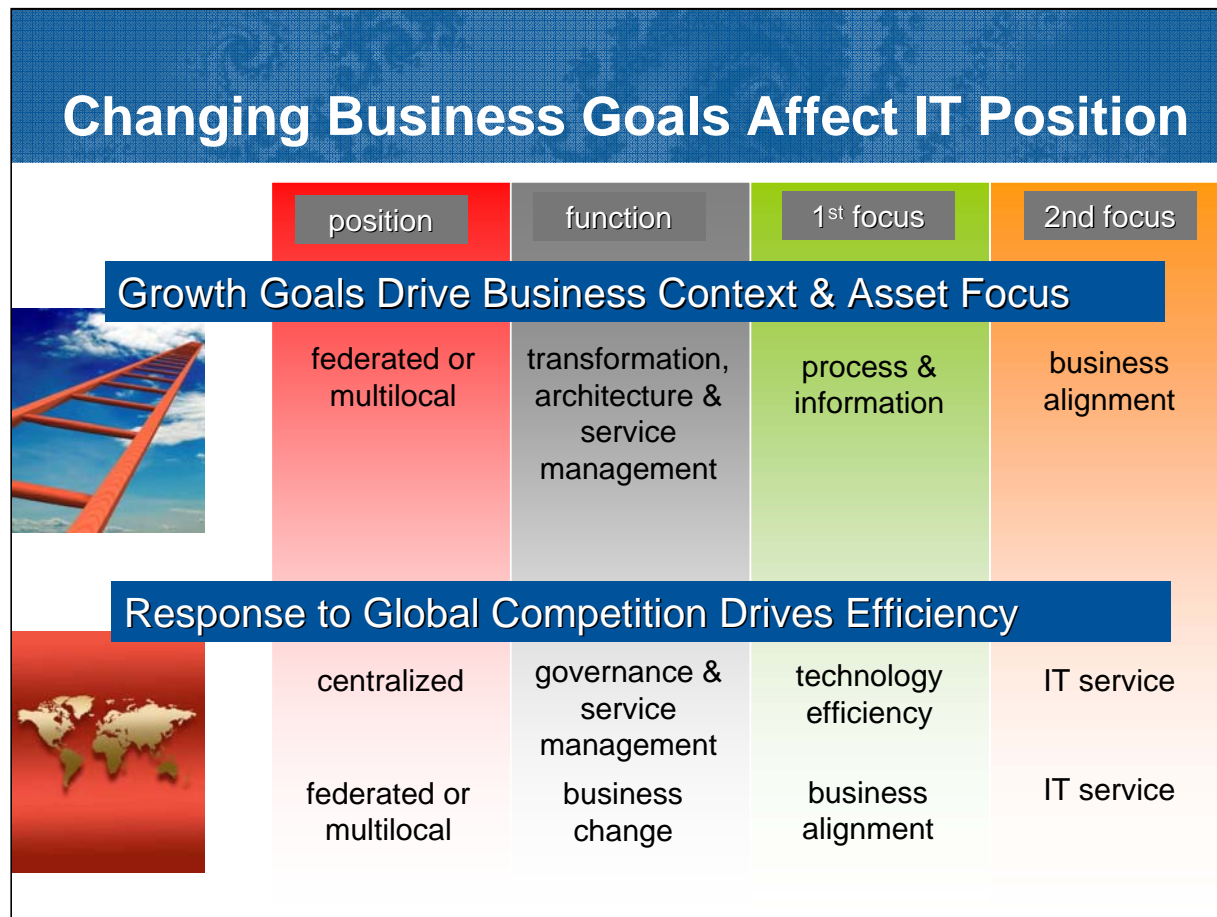 Changing Business Goals Affect IT Position
position
function
1st focus
2nd focus
Growth Goals Drive Business Context & Asset Focus
federated or
multilocal
transformation,
architecture &
service
management
process &
information
business
alignment
Response to Global Competition Drives Efficiency
centralized
governance &
service
management
technology
efficiency
IT service
federated or
multilocal
business
change
business
alignment
IT service